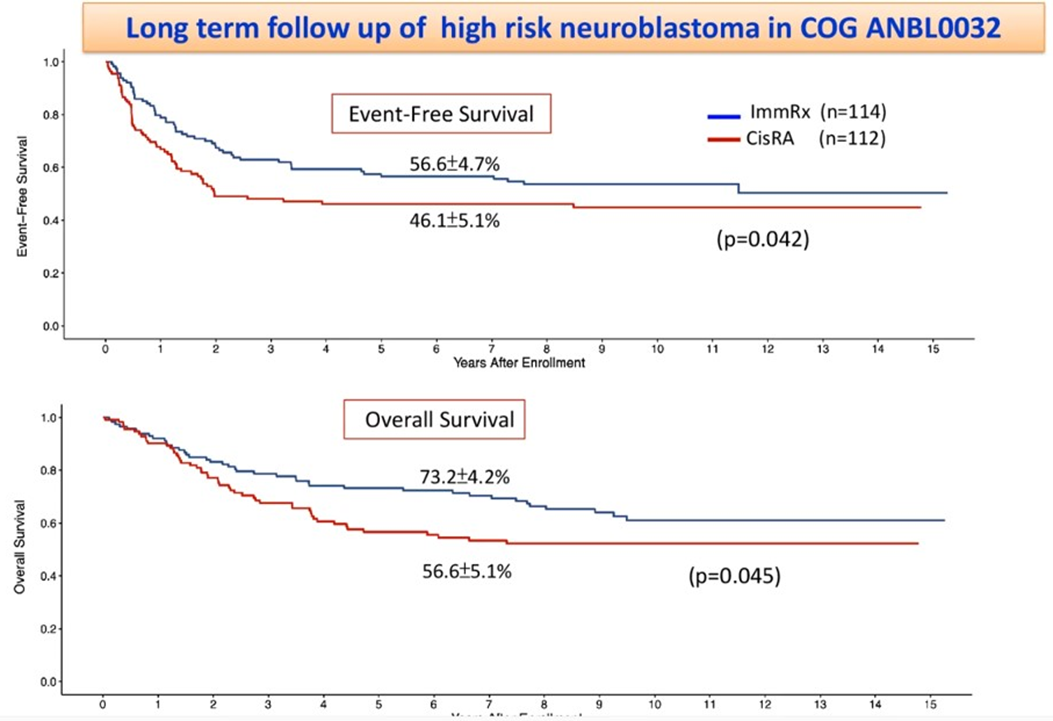 Long term follow up of high risk neuroblastoma in COG ANBL0032
Event-Free Survival
ImmRx (n=114)
CisRA (n=112)
56.6±4.7%
46.1±5.1%
(p=0.042)
Event–Free Survival
1.0
0.8
0.6
0.4
0.2
0.0
0 1 2 3 4 5 6 7 8 9 10 11 12 13 14 15
Years After Enrollment
Overall Survival
73.2±4.2%
56.6±5.1%
(p=0.045)
Overall Survival
1.0
0.8
0.6
0.4
0.2
0.0
0 1 2 3 4 5 6 7 8 9 10 11 12 13 14 15
Years After Enrollment